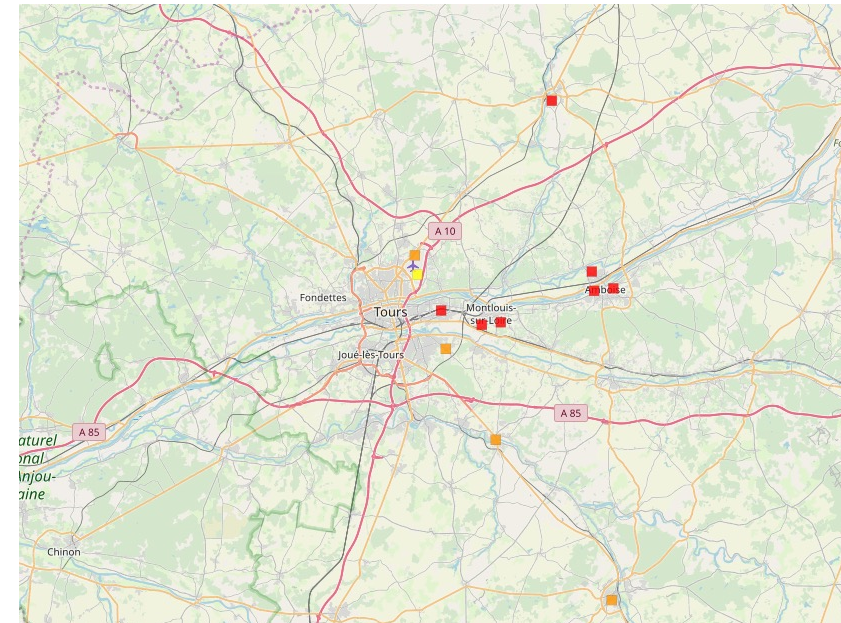 A 10
Fondettes
Montlouis-
sur-Loire
Amboise
Tours
Joué-lès-Tours
A 85
A 85
aturel
onal
Anjou-
aine
Chinon